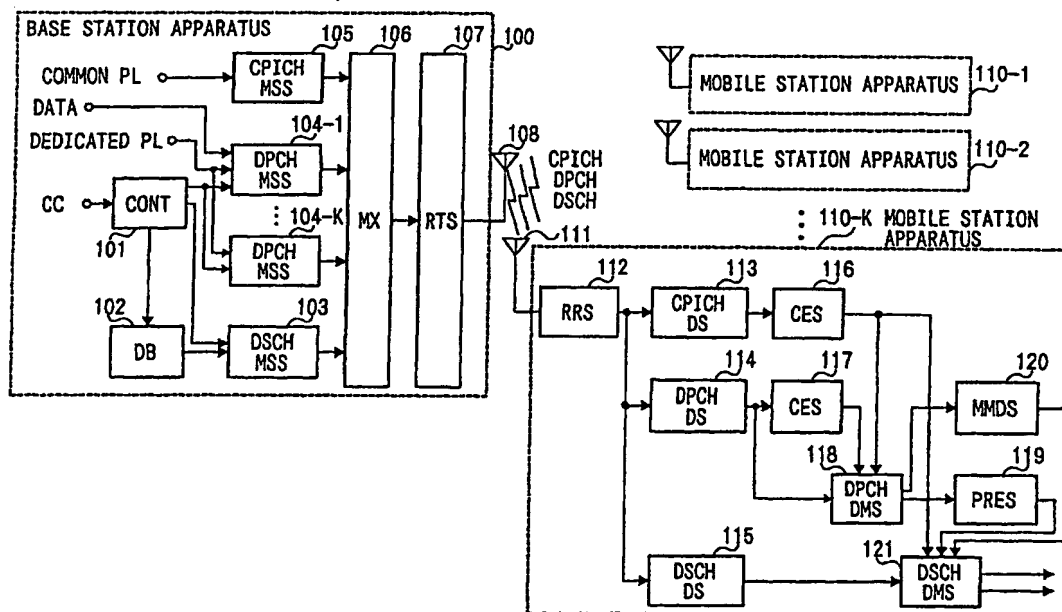 BASE STATION APPARATUS
100
COMMON PL
105
CPICH
MSS
106
MX
107
RTS
DATA
DEDICATED PL
104-1
DPCH
MSS
CC
CONT
101
104-K
DPCH
MSS
102
DB
103
DSCH
MSS
108
CPICH
DPCH
DSCH
MOBILE STATION APPARATUS
110-1
MOBILE STATION APPARATUS
110-2
110-K MOBILE STATION
APPARATUS
111
112
RRS
113
CPICH
DS
116
CES
114
DPCH
DS
117
CES
120
MMDS
118
DPCH
DMS
119
PRES
115
DSCH
DS
121
DSCH
DMS